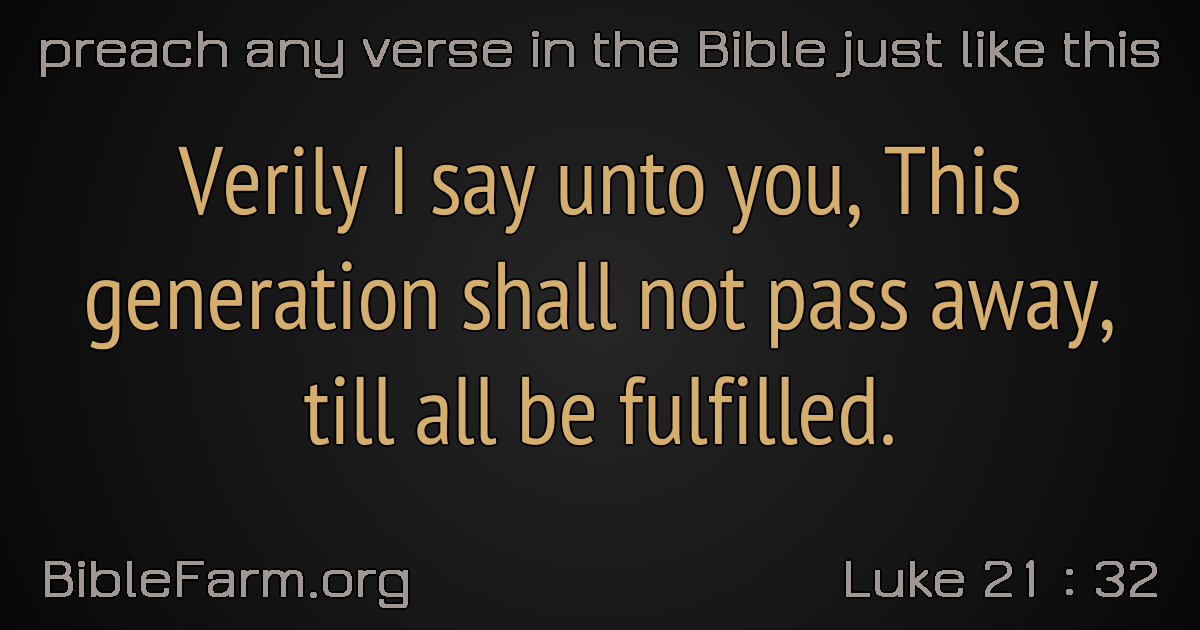 preach any verse in the Bible just like this
Verily I say unto you, This
generation shall not pass away,
till all be fulfilled.
BibleFarm.org
Luke 21 : 32